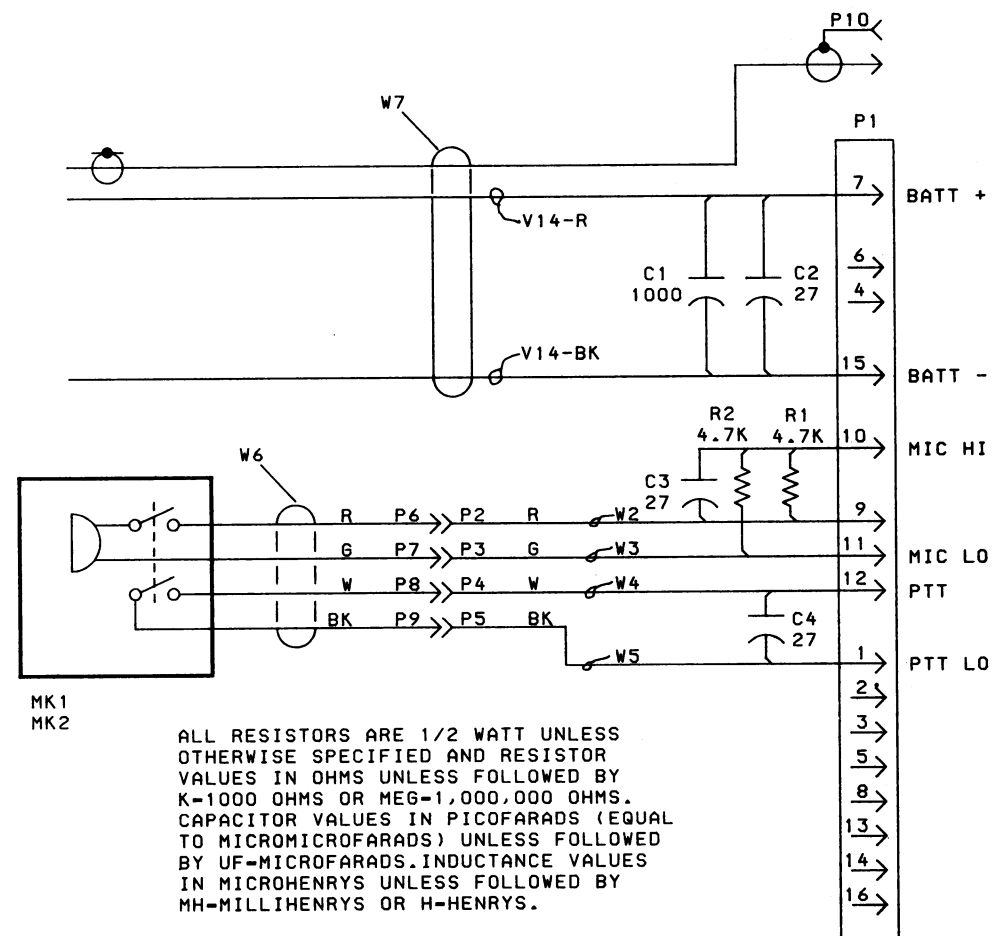 P10
W7
P1
7 BATT +
V14-R
6
C1 C2
1000 27
4
V14-BK
15 BATT -
R2 R1
4.7K 4.7K 10 MIC HI
W6
C3
27
R P6 P2 R W2 9
G P7 P3 G W3 11 MIC LO
W P8 P4 W W4 12 PTT
BK P9 P5 BK C4
27
W5 1 PTT LO
2
MK1
MK2
3
5
8
13
14
16
ALL RESISTORS ARE 1/2 WATT UNLESS
OTHERWISE SPECIFIED AND RESISTOR
VALUES IN OHMS UNLESS FOLLOWED BY
K=1000 OHMS OR MEG=1,000,000 OHMS.
CAPACITOR VALUES IN PICOFARADS (EQUAL
TO MICROMICROFARADS) UNLESS FOLLOWED
BY UF=MICROFARADS.INDUCTANCE VALUES
IN MICROHENRYS UNLESS FOLLOWED BY
MH=MILLIHENRYS OR H=HENRYS.